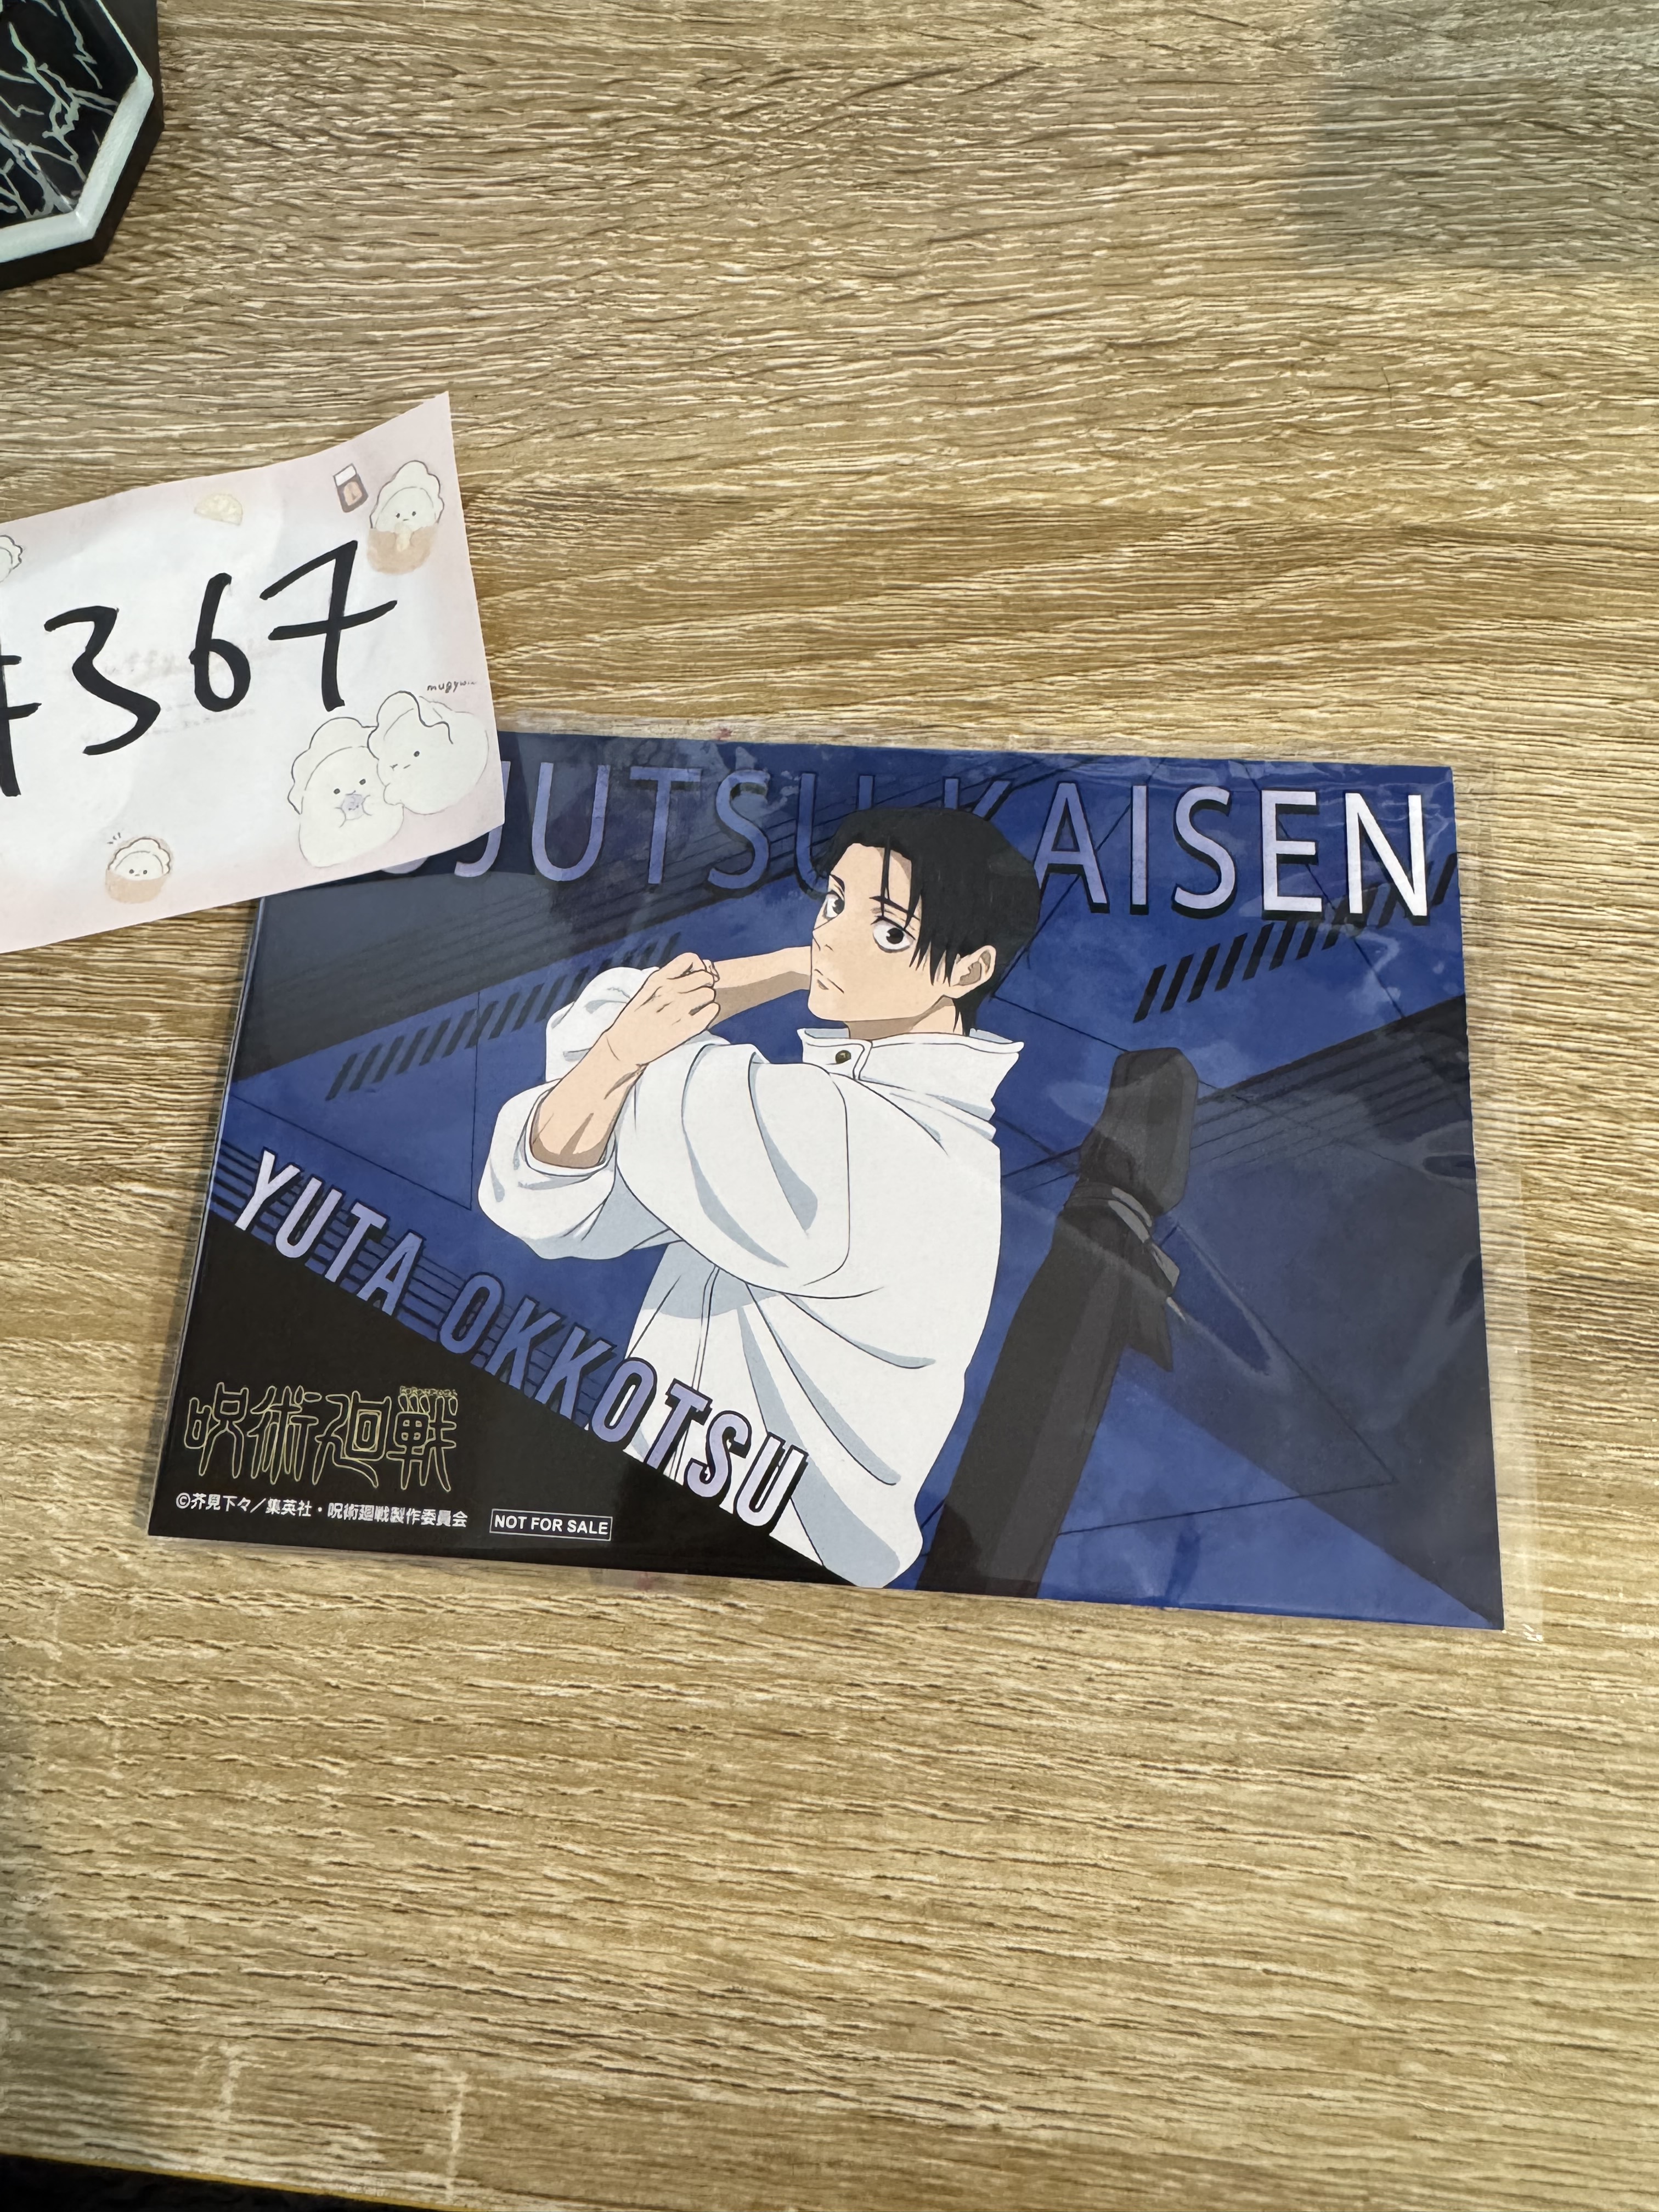 #367
mugyu
JUJUTSU KAISEN
YUTA OKKOTSU
呪術廻戦
©芥見下々／集英社・呪術廻戦製作委員会
NOT FOR SALE